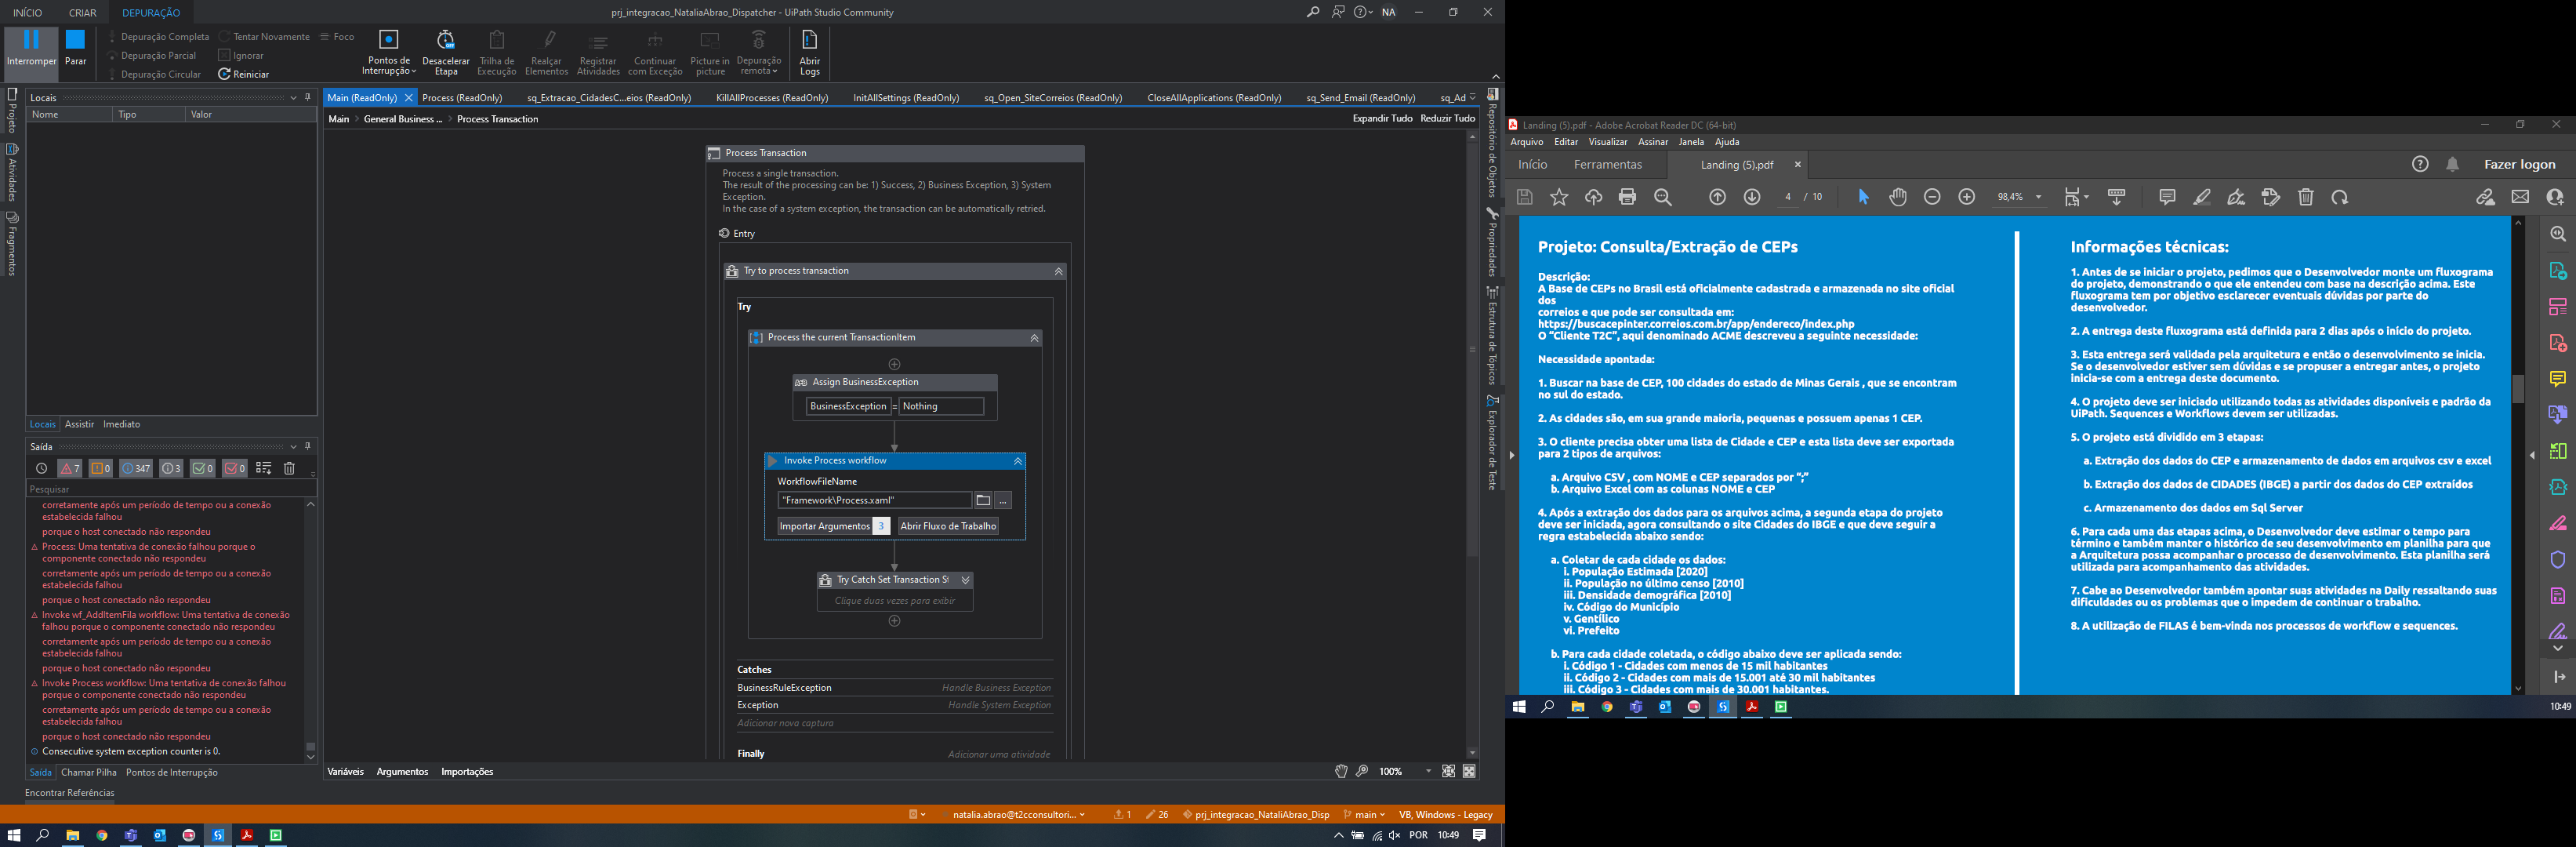 INÍCIO CRIAR DEPURAÇÃO
prj_integracao_NataliaAbrao_Dispatcher - UiPath Studio Community
NA
Interromper
Parar
Depuração Completa
Depuração Parcial
Depuração Circular
Tentar Novamente
Ignorar
Reiniciar
Foco
Pontos de
Interrupção
Desacelerar
Etapa
Trilha de
Execução
Realçar
Elementos
Registrar
Atividades
Continuar
com Exceção
Picture in
picture
Depuração
remota
Abrir
Logs
Projeto
Atividades
Fragmentos
Locais
Nome Tipo Valor
Locais Assistir Imediato
Saída
7 0 347 3 0 0
Pesquisar
corretamente após um período de tempo ou a conexão
estabelecida falhou
porque o host conectado não respondeu
Process: Uma tentativa de conexão falhou porque o
componente conectado não respondeu
corretamente após um período de tempo ou a conexão
estabelecida falhou
porque o host conectado não respondeu
Invoke wf_AddItemFila workflow: Uma tentativa de conexão
falhou porque o componente conectado não respondeu
corretamente após um período de tempo ou a conexão
estabelecida falhou
porque o host conectado não respondeu
Invoke Process workflow: Uma tentativa de conexão falhou
porque o componente conectado não respondeu
corretamente após um período de tempo ou a conexão
estabelecida falhou
porque o host conectado não respondeu
Consecutive system exception counter is 0.
Saída Chamar Pilha Pontos de Interrupção
Encontrar Referências
Main (ReadOnly) Process (ReadOnly) sq_Extracao_CidadesC...eios (ReadOnly) KillAllProcesses (ReadOnly) InitAllSettings (ReadOnly) sq_Open_SiteCorreios (ReadOnly) CloseAllApplications (ReadOnly) sq_Send_Email (ReadOnly) sq_Ad
Main General Business ... Process Transaction
Expandir Tudo Reduzir Tudo
Process Transaction
Process a single transaction.
The result of the processing can be: 1) Success, 2) Business Exception, 3) System
Exception.
In the case of a system exception, the transaction can be automatically retried.
Entry
Try to process transaction
Try
Process the current TransactionItem
Assign BusinessException
BusinessException = Nothing
Invoke Process workflow
WorkflowFileName
"Framework\Process.xaml"
...
Importar Argumentos 3 Abrir Fluxo de Trabalho
Try Catch Set Transaction St
Clique duas vezes para exibir
Catches
BusinessRuleException Handle Business Exception
Exception Handle System Exception
Adicionar nova captura
Finally Adicionar uma atividade
Variáveis Argumentos Importações
100%
Repositório de Objetos
Propriedades
Estrutura de Tópicos
Explorador de Teste
natalia.abrao@t2cconsultori... 1 26 prj_integracao_NataliAbrao_Disp main VB, Windows - Legacy
POR 10:49
Landing (5).pdf - Adobe Acrobat Reader DC (64-bit)
Arquivo Editar Visualizar Assinar Janela Ajuda
Início Ferramentas Landing (5).pdf
Fazer logon
4 / 10
98,4%
Projeto: Consulta/Extração de CEPs
Descrição:
A Base de CEPs no Brasil está oficialmente cadastrada e armazenada no site oficial
dos
correios e que pode ser consultada em:
https://buscacepinter.correios.com.br/app/endereco/index.php
O “Cliente T2C”, aqui denominado ACME descreveu a seguinte necessidade:
Necessidade apontada:
1. Buscar na base de CEP, 100 cidades do estado de Minas Gerais , que se encontram
no sul do estado.
2. As cidades são, em sua grande maioria, pequenas e possuem apenas 1 CEP.
3. O cliente precisa obter uma lista de Cidade e CEP e esta lista deve ser exportada
para 2 tipos de arquivos:
a. Arquivo CSV , com NOME e CEP separados por “;”
b. Arquivo Excel com as colunas NOME e CEP
4. Após a extração dos dados para os arquivos acima, a segunda etapa do projeto
deve ser iniciada, agora consultando o site Cidades do IBGE e que deve seguir a
regra estabelecida abaixo sendo:
a. Coletar de cada cidade os dados:
i. População Estimada [2020]
ii. População no último censo [2010]
iii. Densidade demográfica [2010]
iv. Código do Município
v. Gentílico
vi. Prefeito
b. Para cada cidade coletada, o código abaixo deve ser aplicada sendo:
i. Código 1 - Cidades com menos de 15 mil habitantes
ii. Código 2 - Cidades com mais de 15.001 até 30 mil habitantes
iii. Código 3 - Cidades com mais de 30.001 habitantes.
Informações técnicas:
1. Antes de se iniciar o projeto, pedimos que o Desenvolvedor monte um fluxograma
do projeto, demonstrando o que ele entendeu com base na descrição acima. Este
fluxograma tem por objetivo esclarecer eventuais dúvidas por parte do
desenvolvedor.
2. A entrega deste fluxograma está definida para 2 dias após o início do projeto.
3. Esta entrega será validada pela arquitetura e então o desenvolvimento se inicia.
Se o desenvolvedor estiver sem dúvidas e se propuser a entregar antes, o projeto
inicia-se com a entrega deste documento.
4. O projeto deve ser iniciado utilizando todas as atividades disponíveis e padrão da
UiPath. Sequences e Workflows devem ser utilizadas.
5. O projeto está dividido em 3 etapas:
a. Extração dos dados do CEP e armazenamento de dados em arquivos csv e excel
b. Extração dos dados de CIDADES (IBGE) a partir dos dados do CEP extraídos
c. Armazenamento dos dados em Sql Server
6. Para cada uma das etapas acima, o Desenvolvedor deve estimar o tempo para
término e também manter o histórico de seu desenvolvimento em planilha para que
a Arquitetura possa acompanhar o processo de desenvolvimento. Esta planilha será
utilizada para acompanhamento das atividades.
7. Cabe ao Desenvolvedor também apontar suas atividades na Daily ressaltando suas
dificuldades ou os problemas que o impedem de continuar o trabalho.
8. A utilização de FILAS é bem-vinda nos processos de workflow e sequences.
10:49